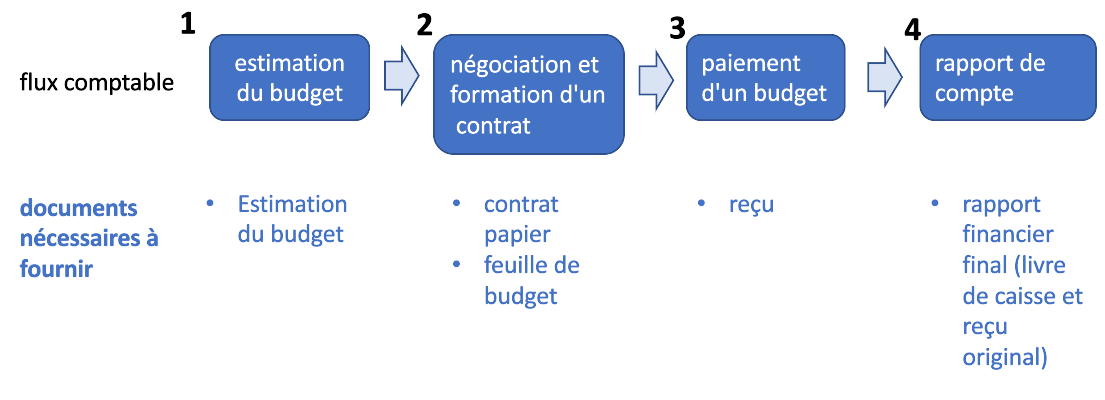 1
2
3
4
flux comptable
estimation
du budget
négociation et
formation d'un
contrat
paiement
d'un budget
rapport de
compte
documents
nécessaires à
fournir
• Estimation
du budget
• contrat
papier
• feuille de
budget
• reçu
• rapport
financier
final (livre
de caisse et
reçu
original)